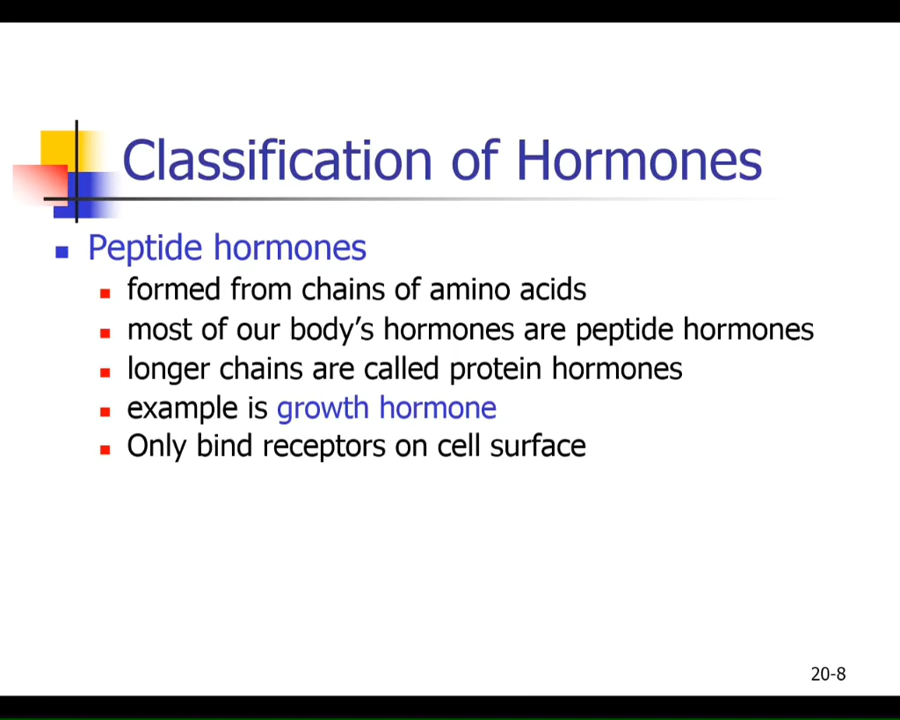 Classification of Hormones
Peptide hormones
formed from chains of amino acids
most of our body's hormones are peptide hormones
longer chains are called protein hormones
example is growth hormone
Only bind receptors on cell surface
20-8